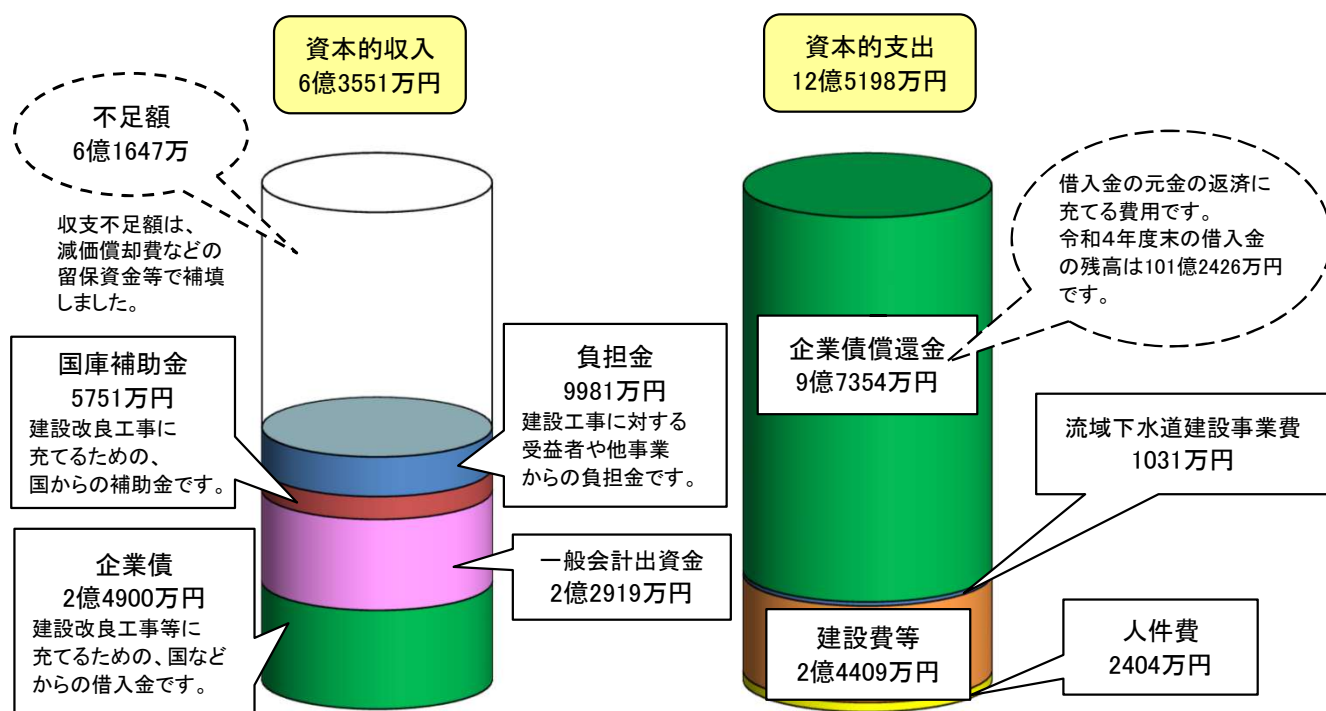 資本的収入
6億3551万円
資本的支出
12億5198万円
不足額
6億1647万
収支不足額は、
減価償却費などの
留保資金等で補填
しました。
借入金の元金の返済に
充てる費用です。
令和4年度末の借入金
の残高は101億2426万円
です。
国庫補助金
5751万円
建設改良工事に
充てるための、
国からの補助金です。
負担金
9981万円
建設工事に対する
受益者や他事業
からの負担金です。
企業債償還金
9億7354万円
流域下水道建設事業費
1031万円
企業債
2億4900万円
建設改良工事等に
充てるための、国など
からの借入金です。
一般会計出資金
2億2919万円
建設費等
2億4409万円
人件費
2404万円